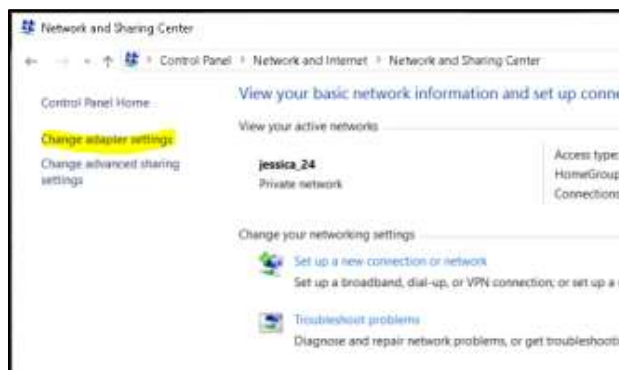 Network and Sharing Center
Control Panel > Network and Internet > Network and Sharing Center
Control Panel Home
Change adapter settings
Change advanced sharing
settings
View your basic network information and set up conne
View your active networks
jessica_24
Private network
Access type:
HomeGroup
Connections
Change your networking settings
Set up a new connection or network
Set up a broadband, dial-up, or VPN connection; or set up a
Troubleshoot problems
Diagnose and repair network problems, or get troubleshooti